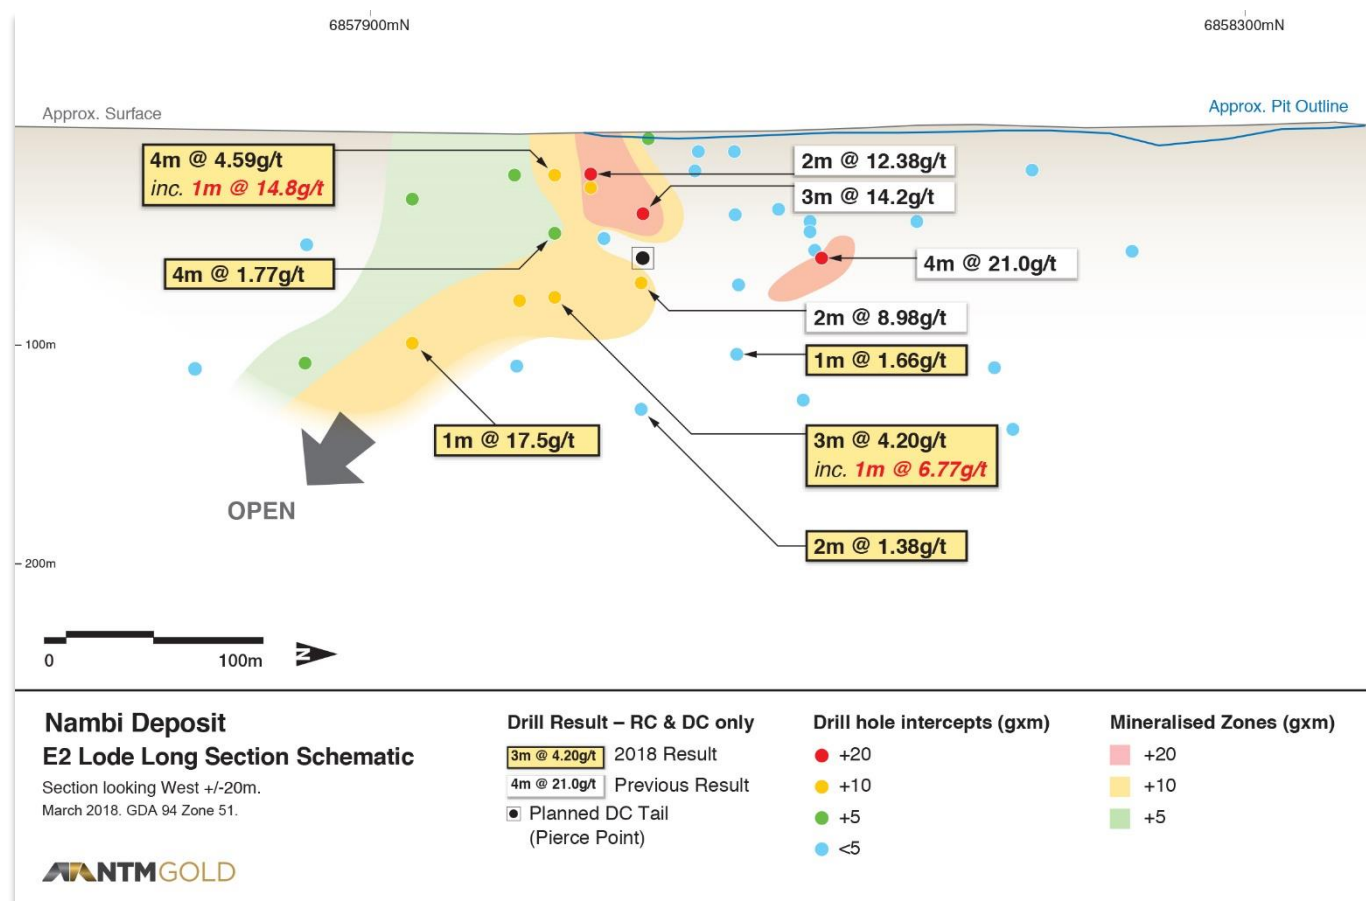 6857900mN
6858300mN
Approx. Surface
Approx. Pit Outline
4m @ 4.59g/t
inc. 1m @ 14.8g/t
2m @ 12.38g/t
3m @ 14.2g/t
4m @ 1.77g/t
4m @ 21.0g/t
2m @ 8.98g/t
100m
1m @ 1.66g/t
1m @ 17.5g/t
3m @ 4.20g/t
inc. 1m @ 6.77g/t
OPEN
2m @ 1.38g/t
200m
0
100m
N
Nambi Deposit
E2 Lode Long Section Schematic
Section looking West +/-20m.
March 2018. GDA 94 Zone 51.
NTMGOLD
Drill Result – RC & DC only
3m @ 4.20g/t 2018 Result
4m @ 21.0g/t Previous Result
Planned DC Tail
(Pierce Point)
Drill hole intercepts (gxm)
+20
+10
+5
<5
Mineralised Zones (gxm)
+20
+10
+5